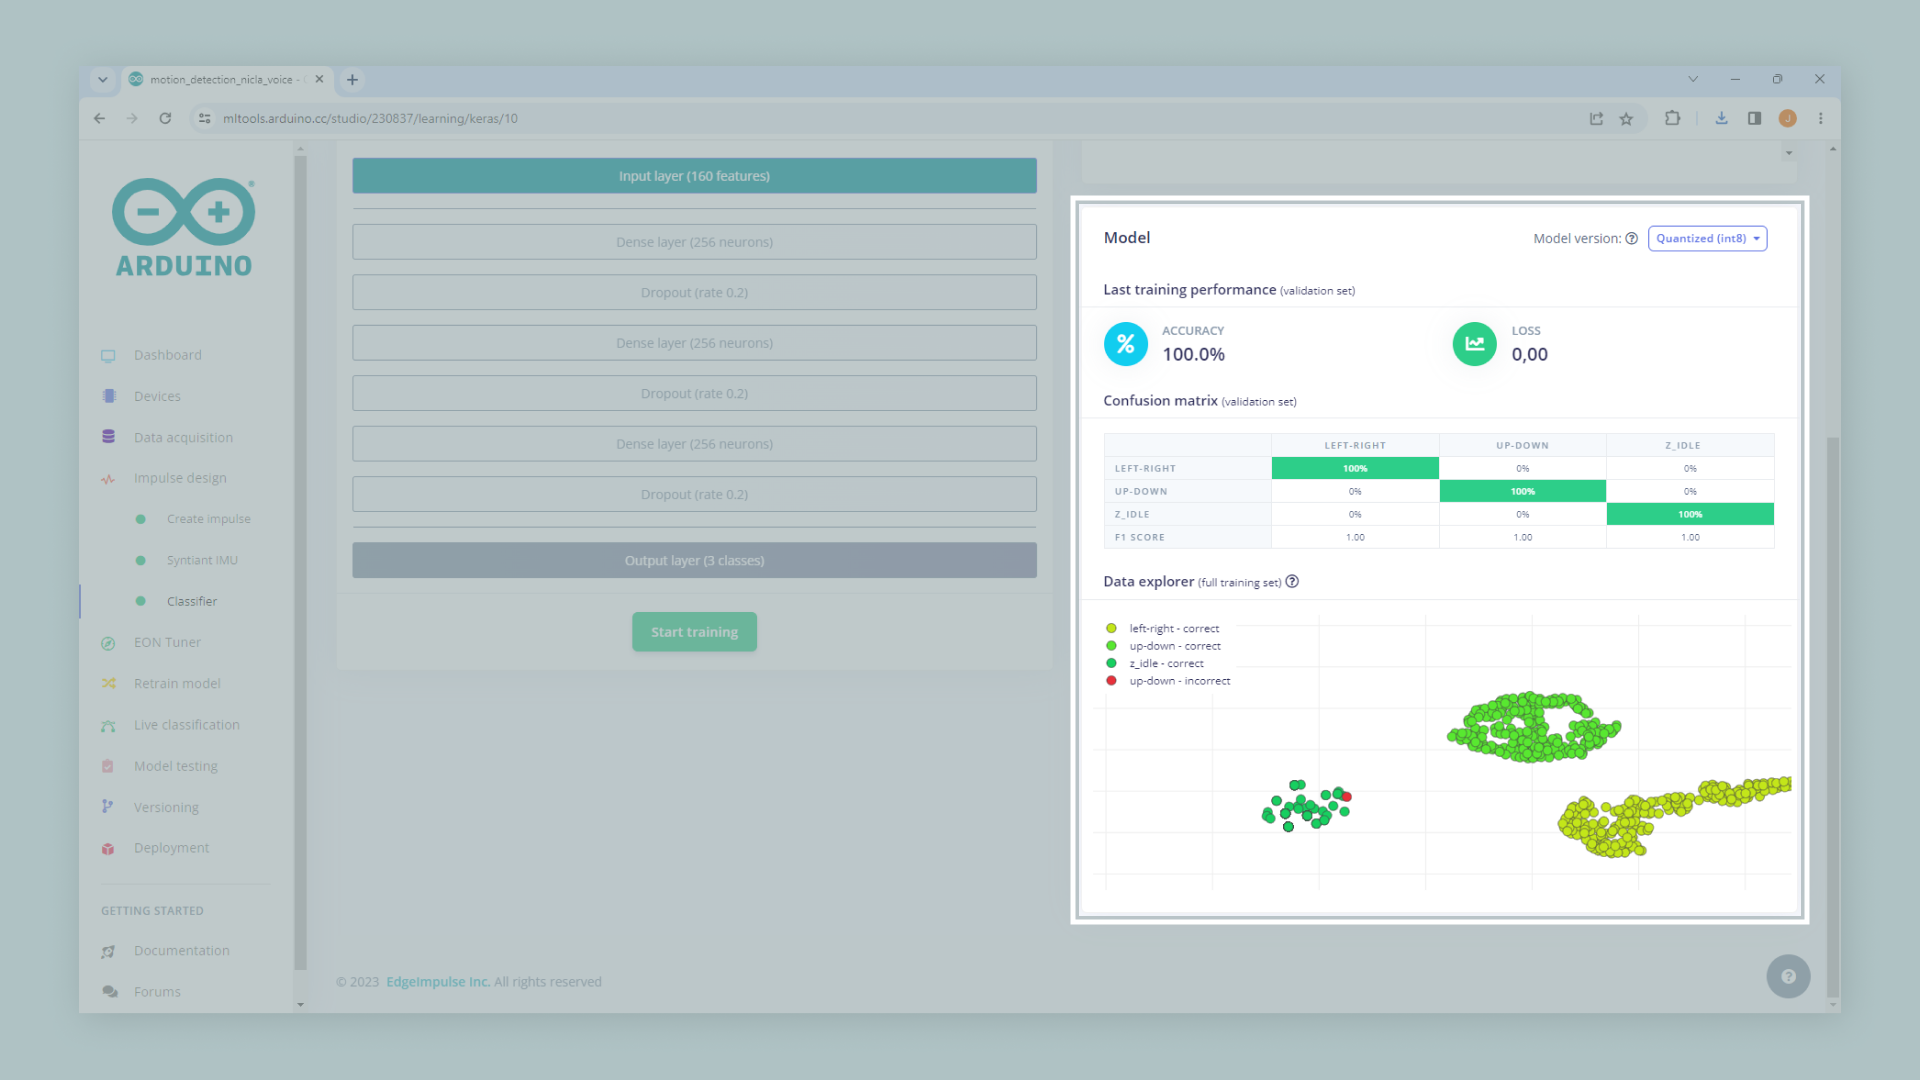 motion_detection_nicla_voice -
mltools.arduino.cc/studio/230837/learning/keras/10
J
ARDUINO
Dashboard
Devices
Data acquisition
Impulse design
Create impulse
Syntiant IMU
Classifier
EON Tuner
Retrain model
Live classification
Model testing
Versioning
Deployment
GETTING STARTED
Documentation
Forums
Input layer (160 features)
Dense layer (256 neurons)
Dropout (rate 0.2)
Dense layer (256 neurons)
Dropout (rate 0.2)
Dense layer (256 neurons)
Dropout (rate 0.2)
Output layer (3 classes)
Start training
© 2023 EdgeImpulse Inc. All rights reserved
Model
Model version: ? Quantized (int8)
Last training performance (validation set)
% ACCURACY
100.0%
LOSS
0,00
Confusion matrix (validation set)
LEFT-RIGHT UP-DOWN Z_IDLE
LEFT-RIGHT 100% 0% 0%
UP-DOWN 0% 100% 0%
Z_IDLE 0% 0% 100%
F1 SCORE 1.00 1.00 1.00
Data explorer (full training set) ?
left-right - correct
up-down - correct
z_idle - correct
up-down - incorrect
?